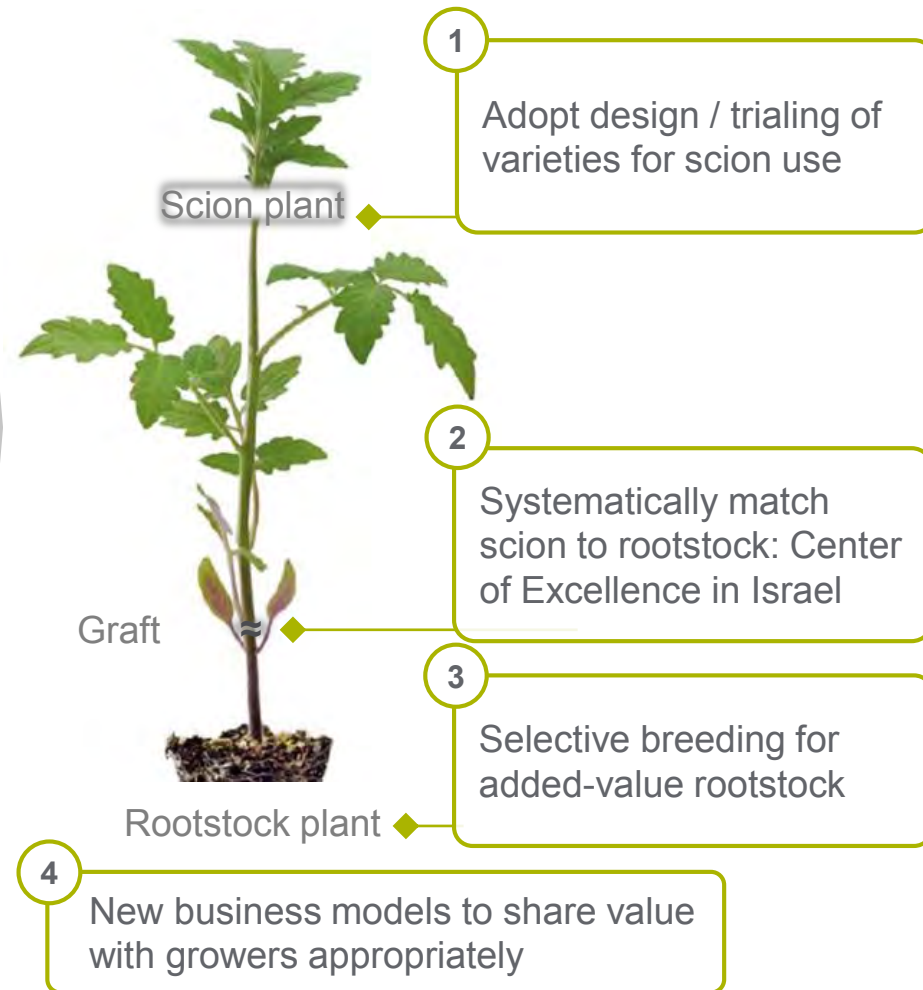 1
Adopt design / trialing of
varieties for scion use
Scion plant
2
Systematically match
scion to rootstock: Center
of Excellence in Israel
Graft
≈
3
Selective breeding for
added-value rootstock
Rootstock plant
4
New business models to share value
with growers appropriately